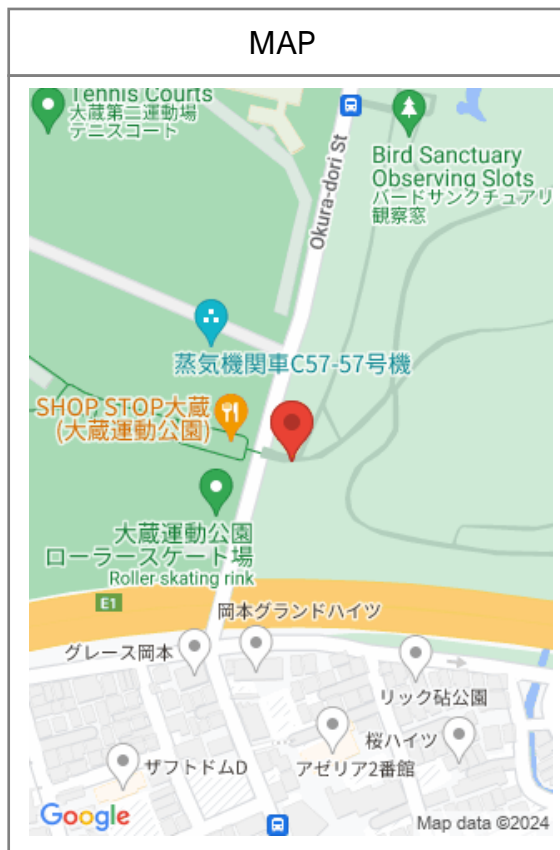 MAP
Tennis Courts
大蔵第二運動場
テニスコート
Okura-dori St
Bird Sanctuary
Observing Slots
バードサンクチュアリ
観察窓
蒸気機関車C57-57号機
SHOP STOP大蔵
(大蔵運動公園)
大蔵運動公園
ローラースケート場
Roller skating rink
E1
岡本グランドハイツ
グレース岡本
リック砧公園
桜ハイツ
アゼリア2番館
ザフトドムD
Google
Map data ©2024